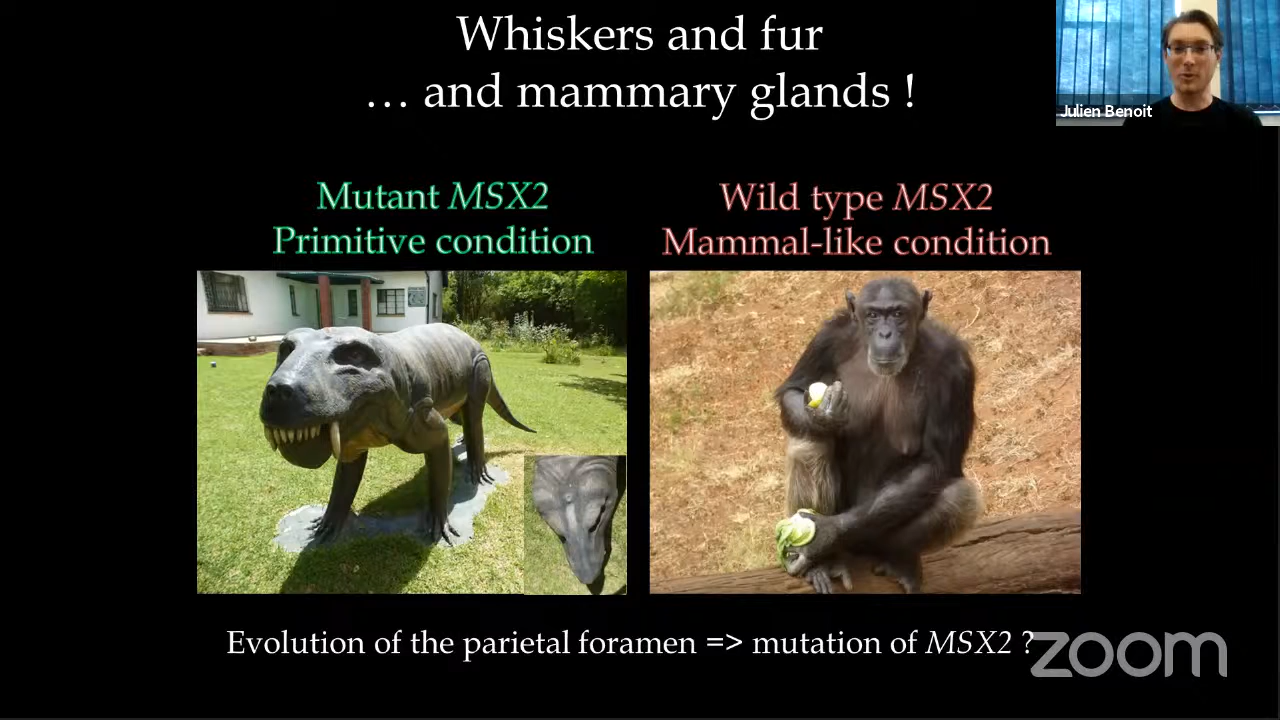 Whiskers and fur
… and mammary glands !
Julien Benoit
Mutant MSX2
Primitive condition
Wild type MSX2
Mammal-like condition
Evolution of the parietal foramen => mutation of MSX2 ?
zoom